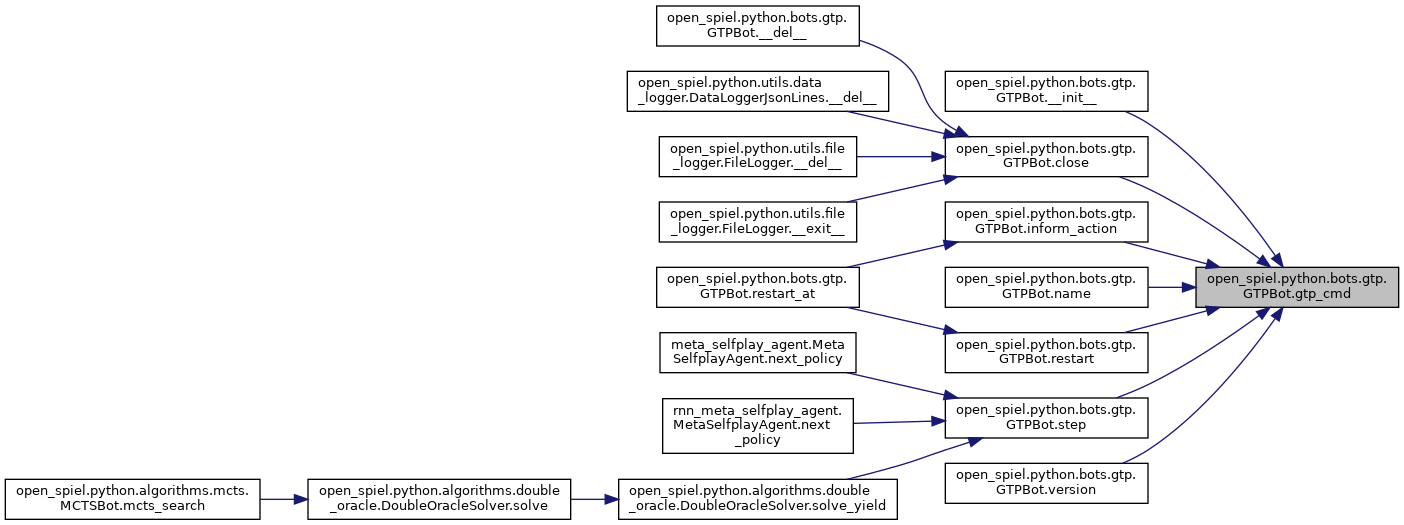 open_spiel.python.bots.gtp.
GTPBot.__del__
open_spiel.python.utils.data
_logger.DataLoggerJsonLines.__del__
open_spiel.python.bots.gtp.
GTPBot.__init__
open_spiel.python.utils.file
_logger.FileLogger.__del__
open_spiel.python.bots.gtp.
GTPBot.close
open_spiel.python.utils.file
_logger.FileLogger.__exit__
open_spiel.python.bots.gtp.
GTPBot.inform_action
open_spiel.python.bots.gtp.
GTPBot.restart_at
open_spiel.python.bots.gtp.
GTPBot.name
open_spiel.python.bots.gtp.
GTPBot.gtp_cmd
meta_selfplay_agent.Meta
SelfplayAgent.next_policy
open_spiel.python.bots.gtp.
GTPBot.restart
rnn_meta_selfplay_agent.
MetaSelfplayAgent.next
_policy
open_spiel.python.bots.gtp.
GTPBot.step
open_spiel.python.bots.gtp.
GTPBot.version
open_spiel.python.algorithms.mcts.
MCTSBot.mcts_search
open_spiel.python.algorithms.double
_oracle.DoubleOracleSolver.solve
open_spiel.python.algorithms.double
_oracle.DoubleOracleSolver.solve_yield